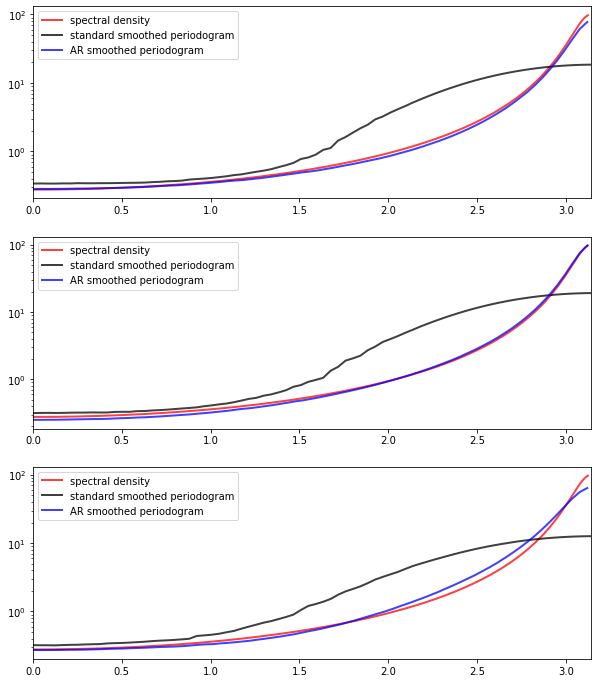 10²
10¹
10⁰
spectral density
standard smoothed periodogram
AR smoothed periodogram
0.0 0.5 1.0 1.5 2.0 2.5 3.0
10²
10¹
10⁰
spectral density
standard smoothed periodogram
AR smoothed periodogram
0.0 0.5 1.0 1.5 2.0 2.5 3.0
10²
10¹
10⁰
spectral density
standard smoothed periodogram
AR smoothed periodogram
0.0 0.5 1.0 1.5 2.0 2.5 3.0